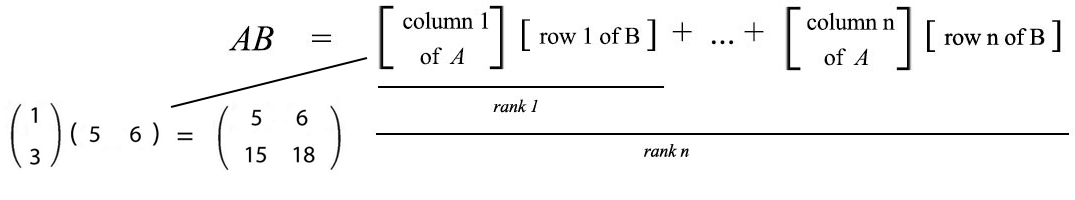 AB = [ column 1 of A ] [ row 1 of B ] + ... + [ column n of A ] [ row n of B ]
rank 1
( 1 3 ) ( 5 6 ) = ( 5 6 15 18 )
rank n